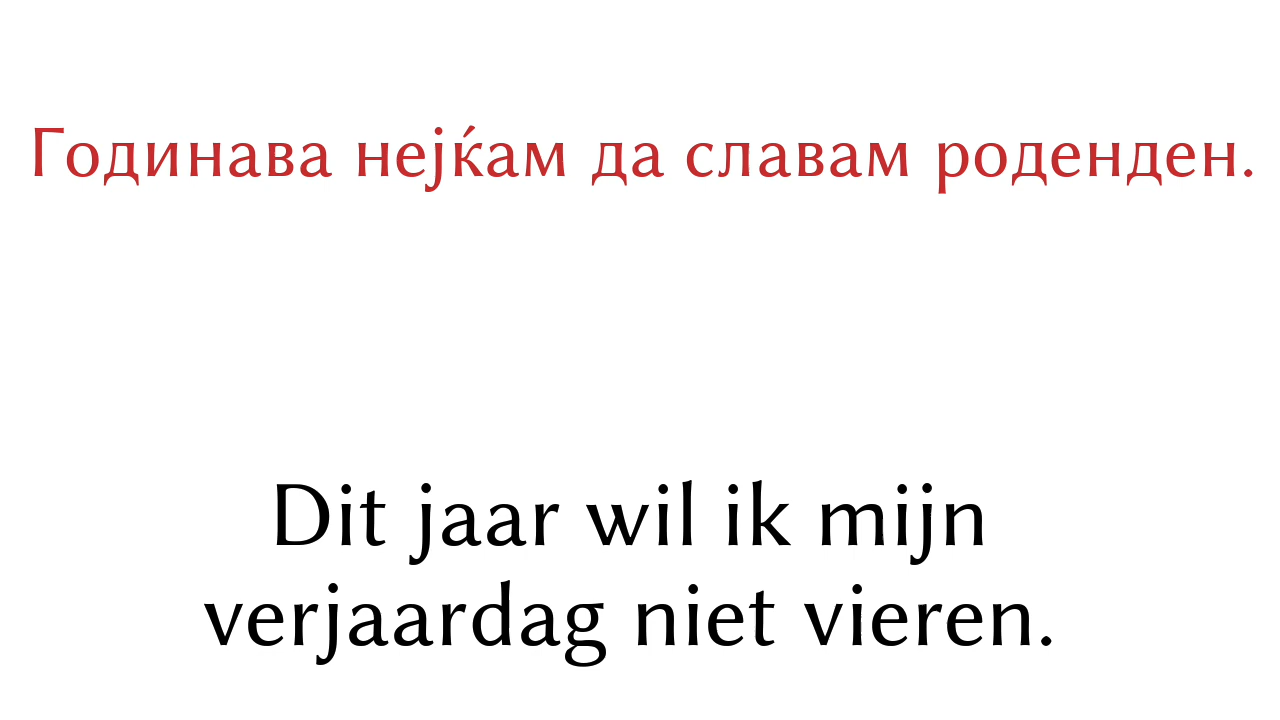 Годинава нејќам да славам роденден.
Dit jaar wil ik mijn
verjaardag niet vieren.